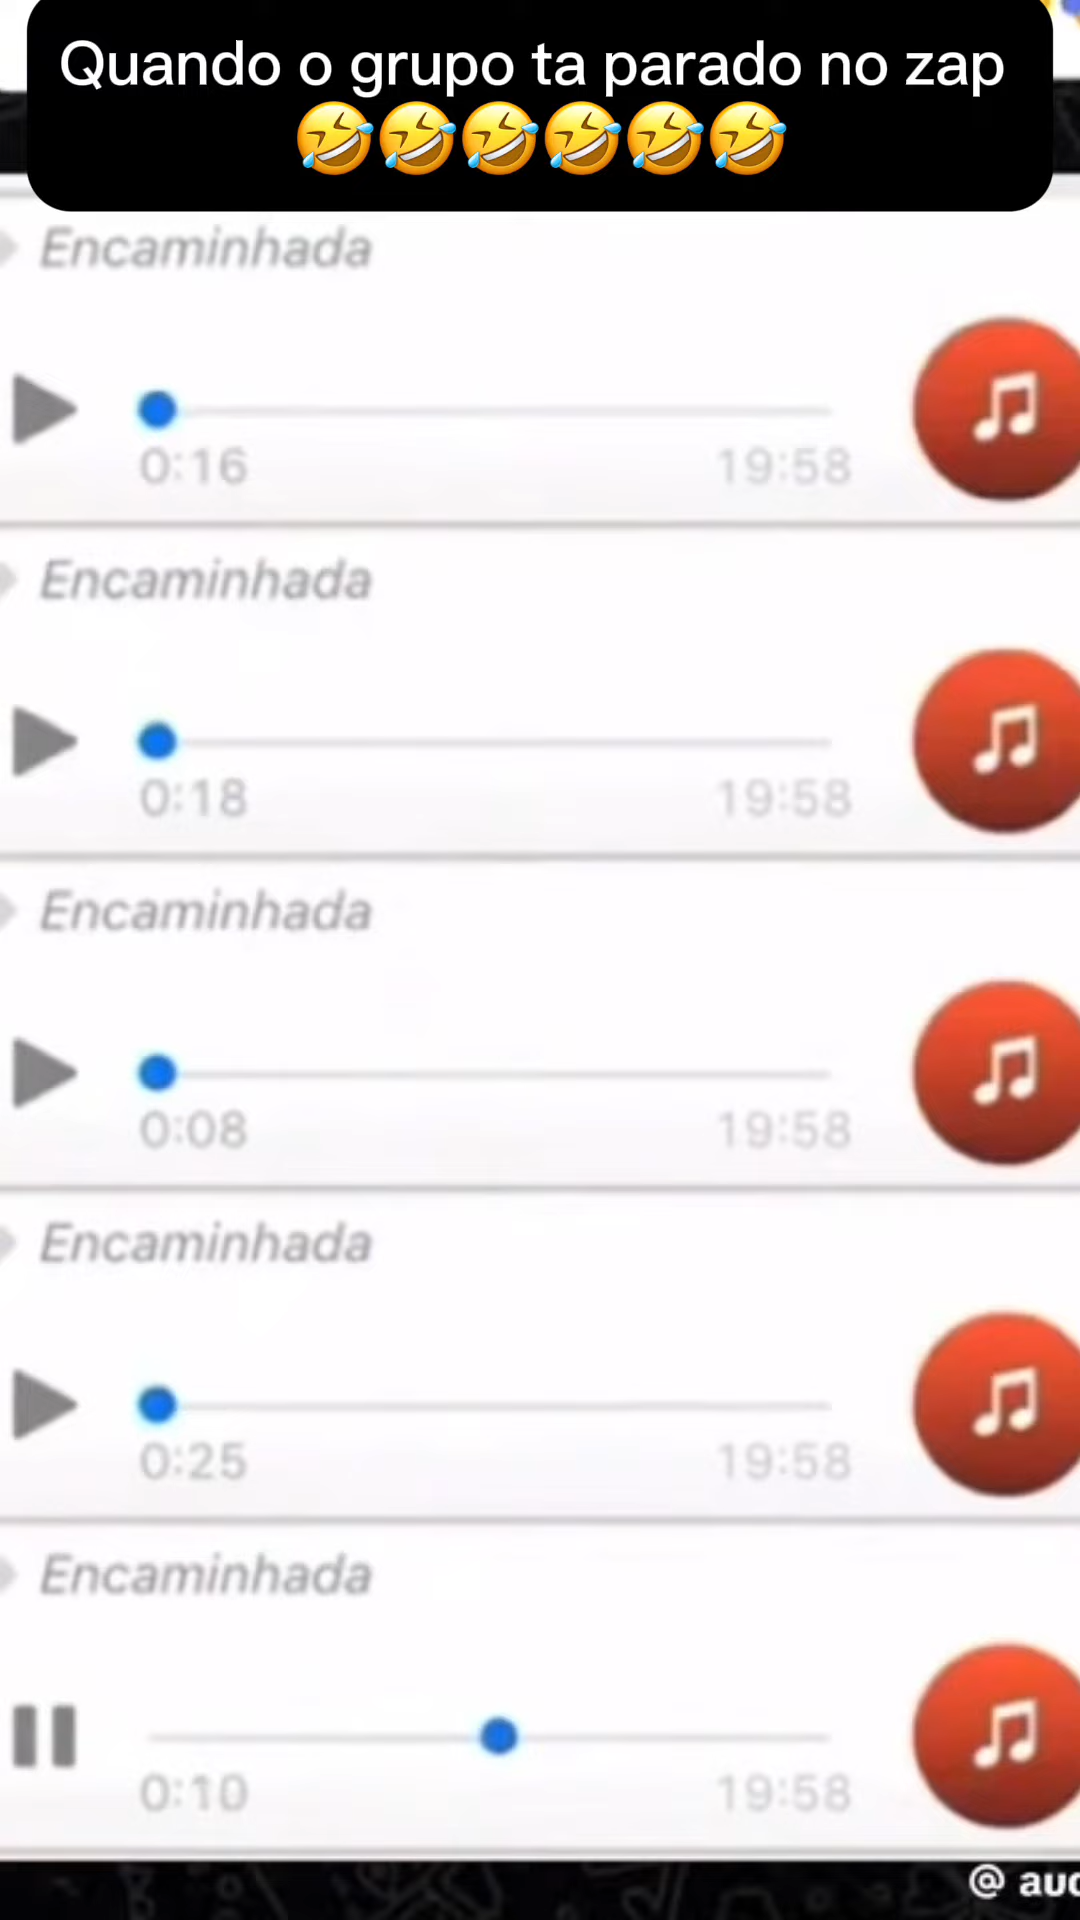 Quando o grupo ta parado no zap
🤣🤣🤣🤣🤣🤣
Encaminhada
0:16 19:58
Encaminhada
0:18 19:58
Encaminhada
0:08 19:58
Encaminhada
0:25 19:58
Encaminhada
0:10 19:58